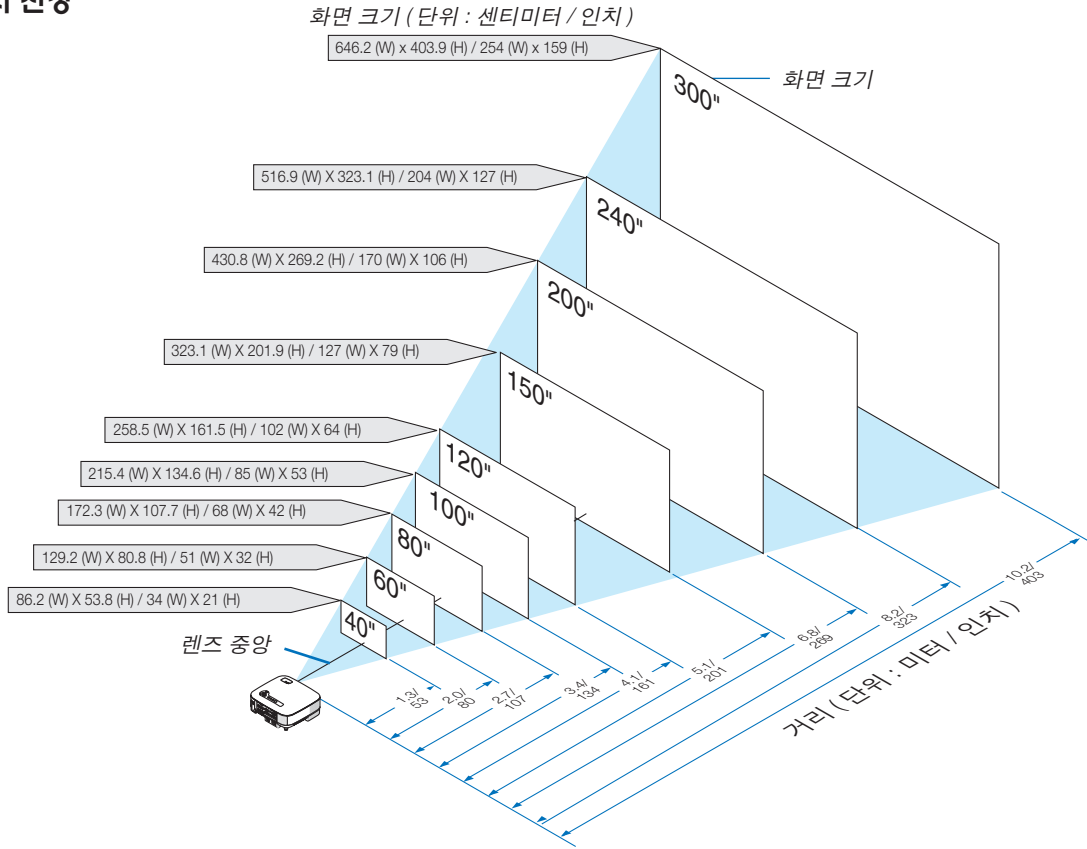 화면 크기 ( 단위 : 센티미터 / 인치 )
646.2 (W) x 403.9 (H) / 254 (W) x 159 (H)
화면 크기
300"
516.9 (W) X 323.1 (H) / 204 (W) X 127 (H)
240"
430.8 (W) X 269.2 (H) / 170 (W) X 106 (H)
200"
323.1 (W) X 201.9 (H) / 127 (W) X 79 (H)
150"
258.5 (W) X 161.5 (H) / 102 (W) X 64 (H)
120"
215.4 (W) X 134.6 (H) / 85 (W) X 53 (H)
100"
172.3 (W) X 107.7 (H) / 68 (W) X 42 (H)
80"
129.2 (W) X 80.8 (H) / 51 (W) X 32 (H)
60"
86.2 (W) X 53.8 (H) / 34 (W) X 21 (H)
40"
렌즈 중앙
1.3/
53
2.0/
80
2.7/
107
3.4/
134
4.1/
161
5.1/
201
6.8/
269
8.2/
323
10.2/
403
거리 ( 단위 : 미터 / 인치 )